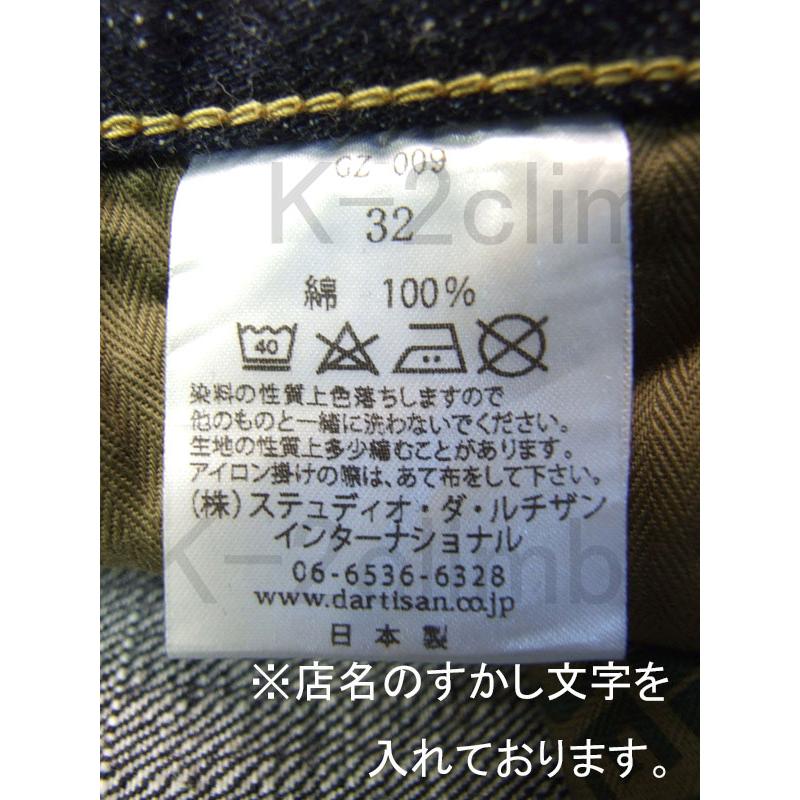 GZ 009
K-2climb
32
綿 100%
40
染料の性質上色落ちしますので
他のものと一緒に洗わないでください。
生地の性質上多少縮むことがあります。
アイロン掛けの際は、あて布をして下さい。
(株)ステュディオ・ダ・ルチザン
インターナショナル
K-2climb
06-6536-6328
www.dartisan.co.jp
日本製
※店名のすかし文字を
入れております。